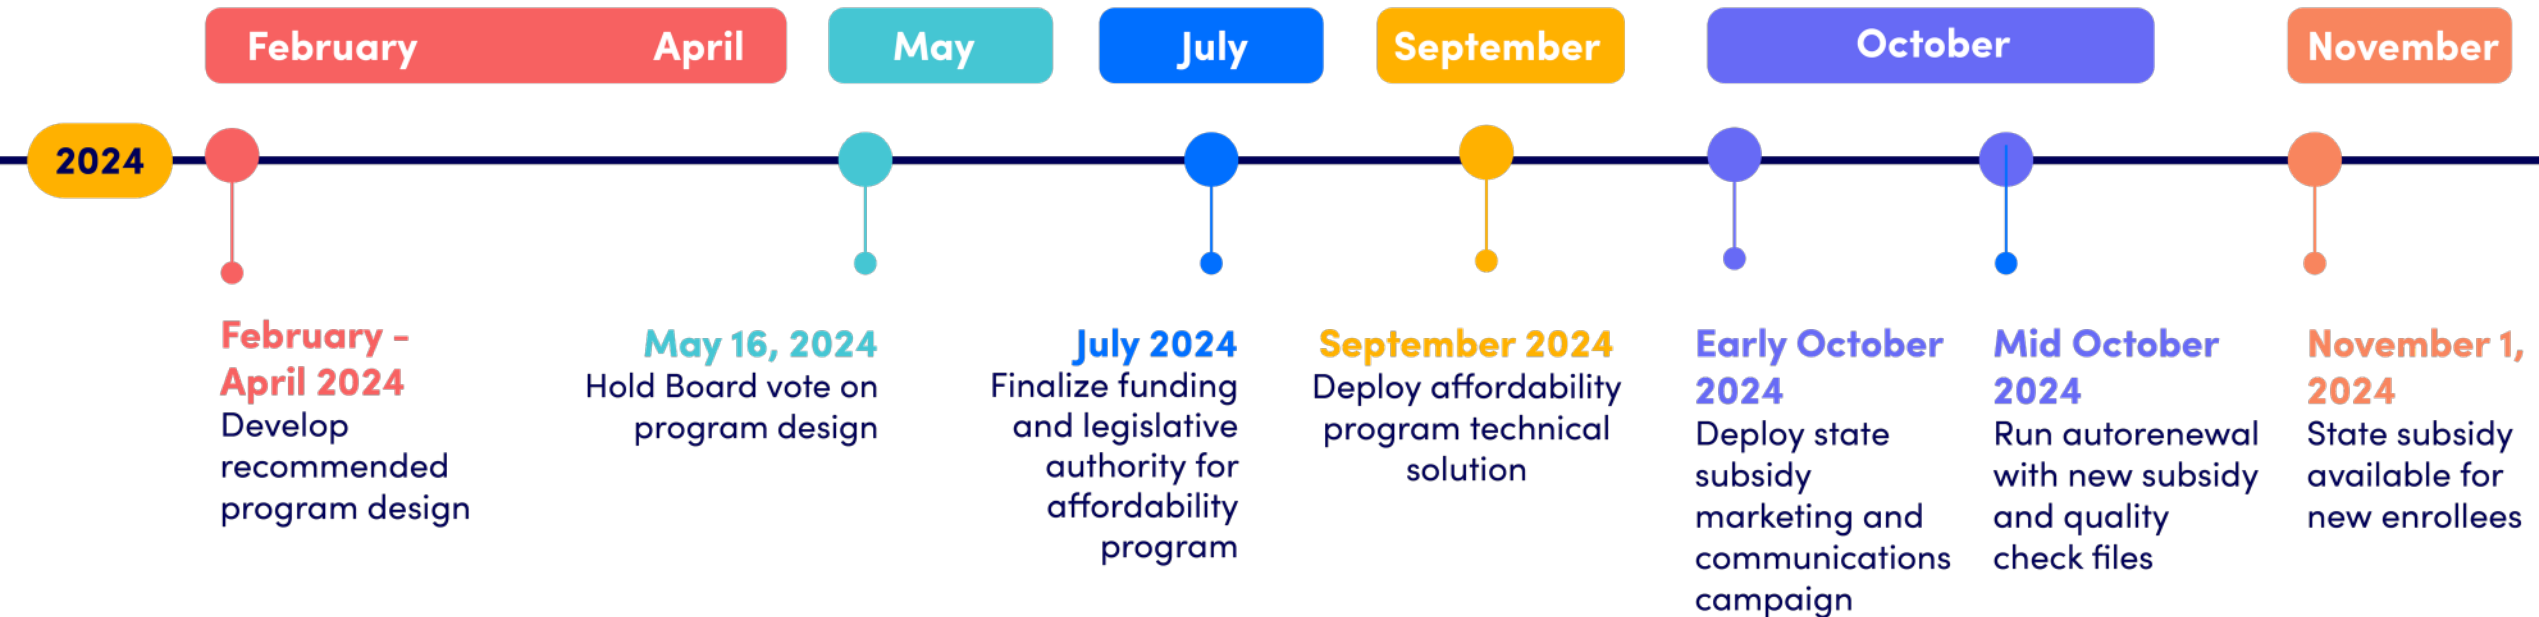 February April
May
July
September
October
November
2024
February -
April 2024
Develop
recommended
program design
May 16, 2024
Hold Board vote on
program design
July 2024
Finalize funding
and legislative
authority for
affordability
program
September 2024
Deploy affordability
program technical
solution
Early October
2024
Deploy state
subsidy
marketing and
communications
campaign
Mid October
2024
Run autorenewal
with new subsidy
and quality
check files
November 1,
2024
State subsidy
available for
new enrollees